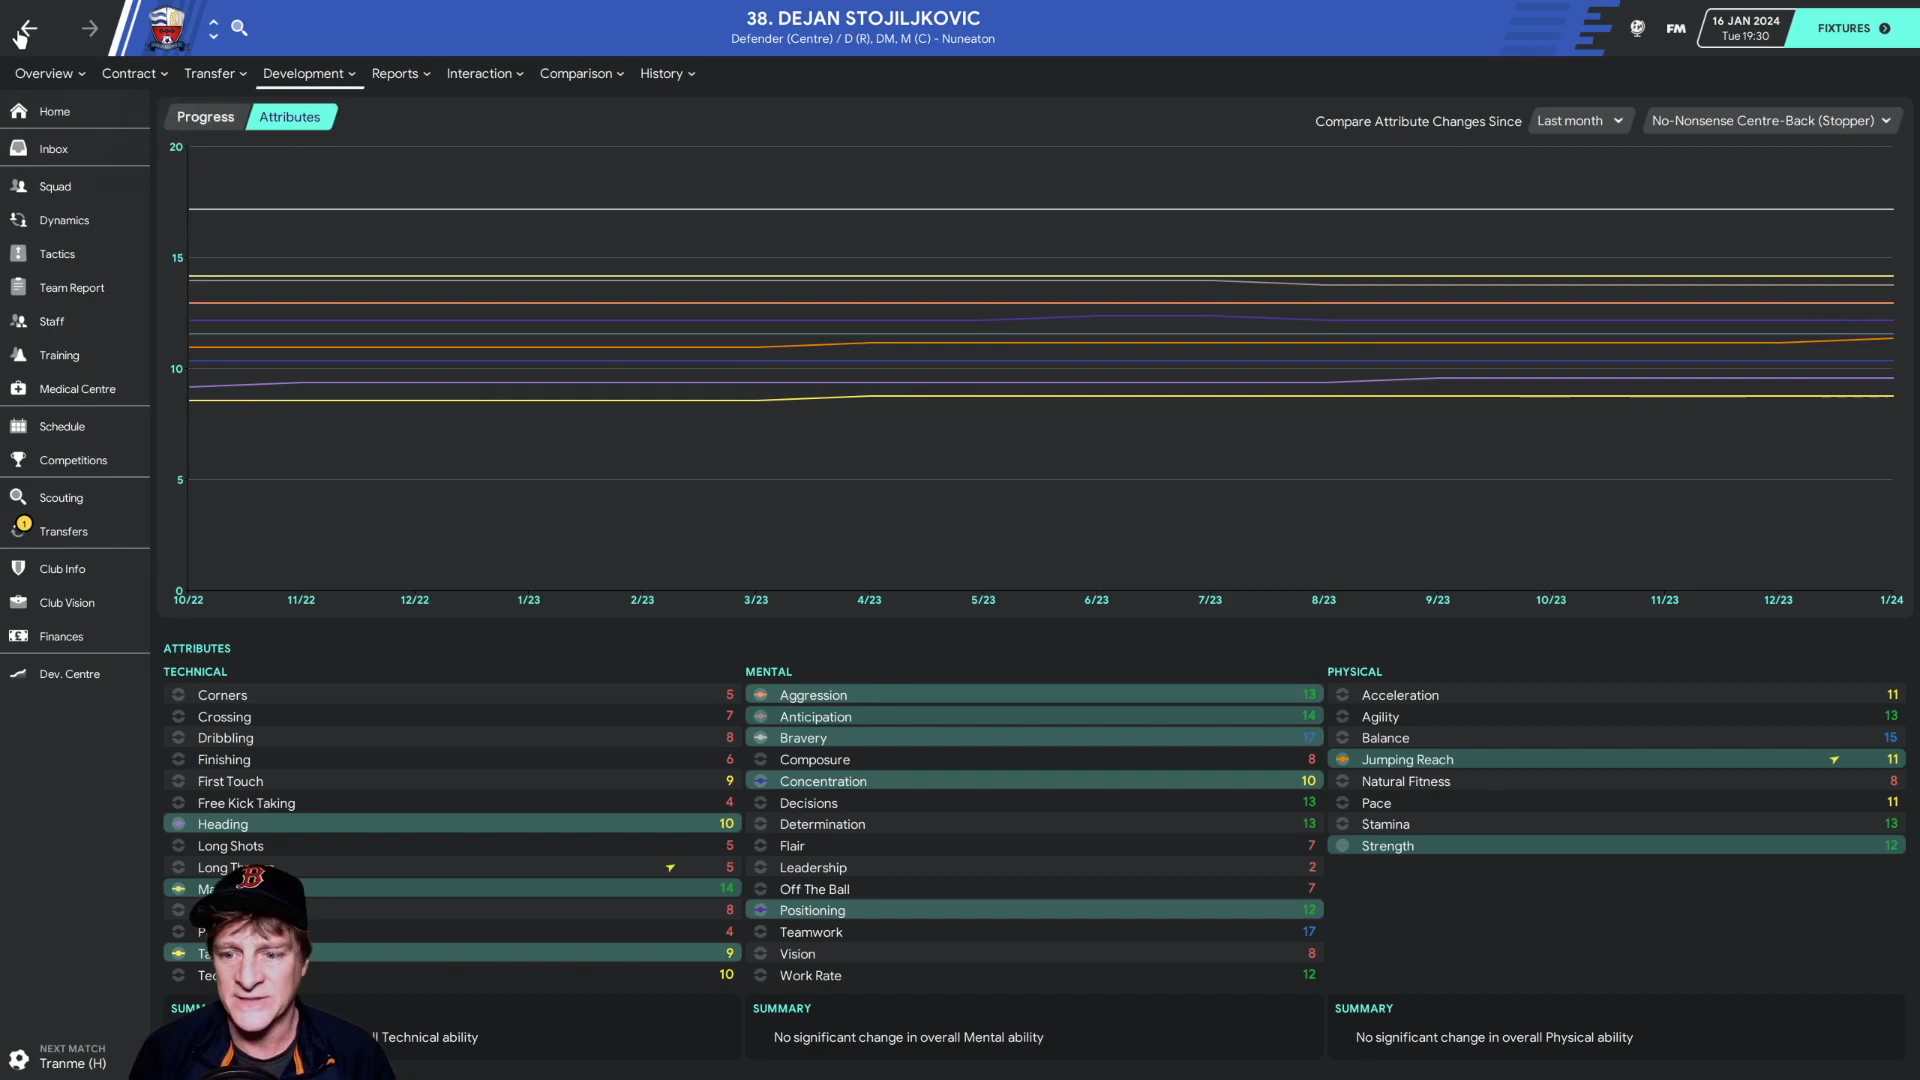 38. DEJAN STOJILJKOVIC
Defender (Centre) / D (R), DM, M (C) - Nuneaton
FM
16 JAN 2024
Tue 19:30
FIXTURES
Overview
Contract
Transfer
Development
Reports
Interaction
Comparison
History
Home
Inbox
Squad
Dynamics
Tactics
Team Report
Staff
Training
Medical Centre
Schedule
Competitions
Scouting
1
Transfers
Club Info
Club Vision
Finances
Dev. Centre
NEXT MATCH
Tranme (H)
Progress
Attributes
Compare Attribute Changes Since
Last month
No-Nonsense Centre-Back (Stopper)
20
15
10
5
0
10/22
11/22
12/22
1/23
2/23
3/23
4/23
5/23
6/23
7/23
8/23
9/23
10/23
11/23
12/23
1/24
ATTRIBUTES
TECHNICAL
Corners 5
Crossing 7
Dribbling 8
Finishing 6
First Touch 9
Free Kick Taking 4
Heading 10
Long Shots 5
Long 5
14
8
4
9
10
MENTAL
Aggression 13
Anticipation 14
Bravery 17
Composure 8
Concentration 10
Decisions 13
Determination 13
Flair 7
Leadership 2
Off The Ball 7
Positioning 12
Teamwork 17
Vision 8
Work Rate 12
PHYSICAL
Acceleration 11
Agility 13
Balance 15
Jumping Reach 11
Natural Fitness 8
Pace 11
Stamina 13
Strength 12
Technical ability
SUMMARY
No significant change in overall Mental ability
SUMMARY
No significant change in overall Physical ability
B